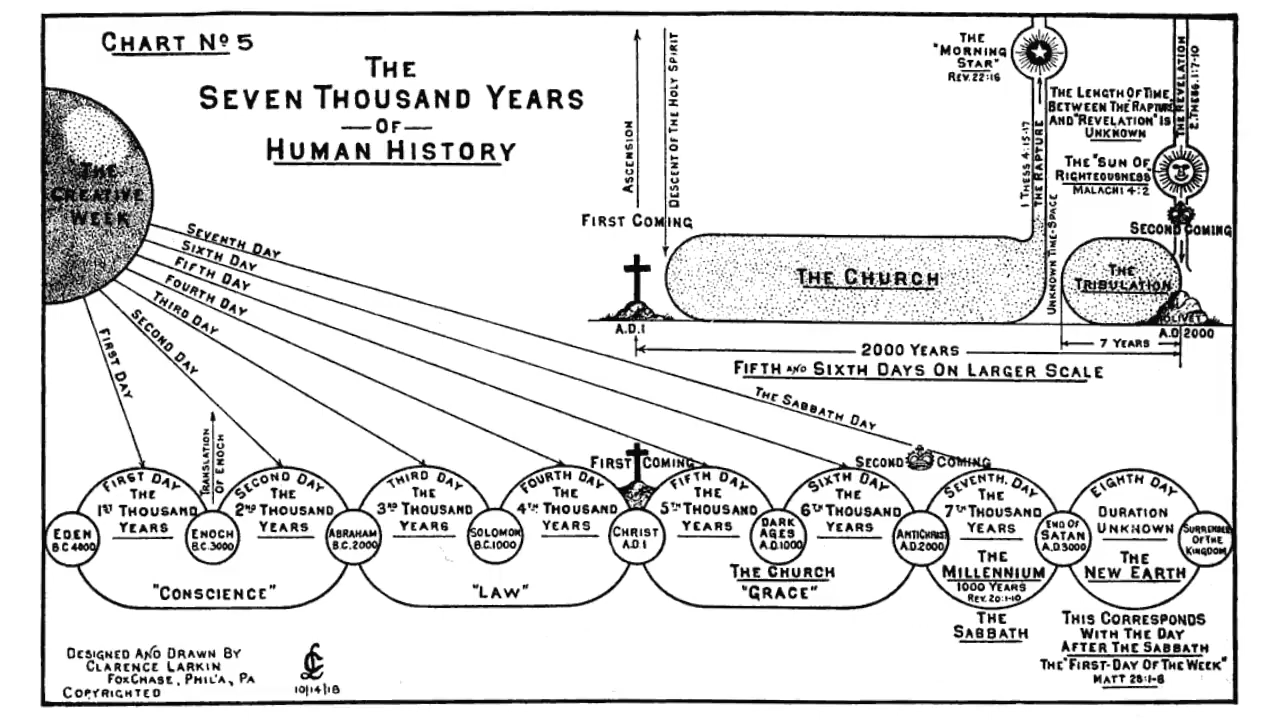 CHART Nº 5
THE
SEVEN THOUSAND YEARS
—OF—
HUMAN HISTORY
THE
CREATIVE
WEEK
SEVENTH DAY
SIXTH DAY
FIFTH DAY
FOURTH DAY
THIRD DAY
SECOND DAY
FIRST DAY
THE SABBATH DAY
ASCENSION
DESCENT OF THE HOLY SPIRIT
FIRST COMING
A.D.1
THE CHURCH
THE
"MORNING
STAR"
REV. 22:16
1 THESS 4:15-17
THE RAPTURE
UNKNOWN TIME-SPACE
THE LENGTH OF TIME
BETWEEN THE RAPTURE
AND "REVELATION" IS
UNKNOWN
THE REVELATION
2. THESS. 1:7-10
THE "SUN OF
RIGHTEOUSNESS"
MALACHI 4:2
SECOND COMING
THE
TRIBULATION
OLIVET
A.D. 2000
7 YEARS
2000 YEARS
FIFTH AND SIXTH DAYS ON LARGER SCALE
TRANSLATION
OF ENOCH
FIRST COMING
SECOND COMING
EDEN
B.C 4000
FIRST DAY
THE
1ST THOUSAND
YEARS
ENOCH
B.C. 3000
SECOND DAY
THE
2ND THOUSAND
YEARS
ABRAHAM
B.C. 2000
THIRD DAY
THE
3RD THOUSAND
YEARS
SOLOMON
B.C. 1000
FOURTH DAY
THE
4TH THOUSAND
YEARS
CHRIST
A.D.1
FIFTH DAY
THE
5TH THOUSAND
YEARS
DARK
AGES
A.D.1000
SIXTH DAY
THE
6TH THOUSAND
YEARS
ANTICHRIST
A.D. 2000
SEVENTH. DAY
THE
7TH THOUSAND
YEARS
THE
MILLENNIUM
1000 YEARS
REV. 20:1-10
END OF
SATAN
A.D. 3000
EIGHTH DAY
DURATION
UNKNOWN
THE
NEW EARTH
SURRENDER
OF THE
KINGDOM
"CONSCIENCE"
"LAW"
THE CHURCH
"GRACE"
THE
SABBATH
THIS CORRESPONDS
WITH THE DAY
AFTER THE SABBATH
THE "FIRST-DAY OF THE WEEK"
MATT 28:1-8
DESIGNED AND DRAWN BY
CLARENCE LARKIN
FOXCHASE, PHIL'A., PA
COPYRIGHTED
10/14/18